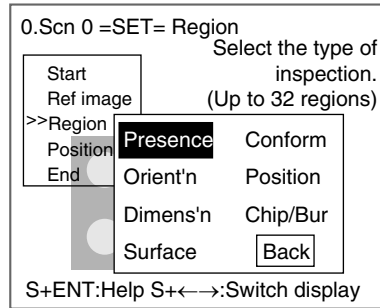 0.Scn 0 =SET= Region
Select the type of
inspection.
(Up to 32 regions)
Start
Ref image
>>Region
Position
End
Presence Conform
Orient'n Position
Dimens'n Chip/Bur
Surface Back
S+ENT:Help S+←→:Switch display